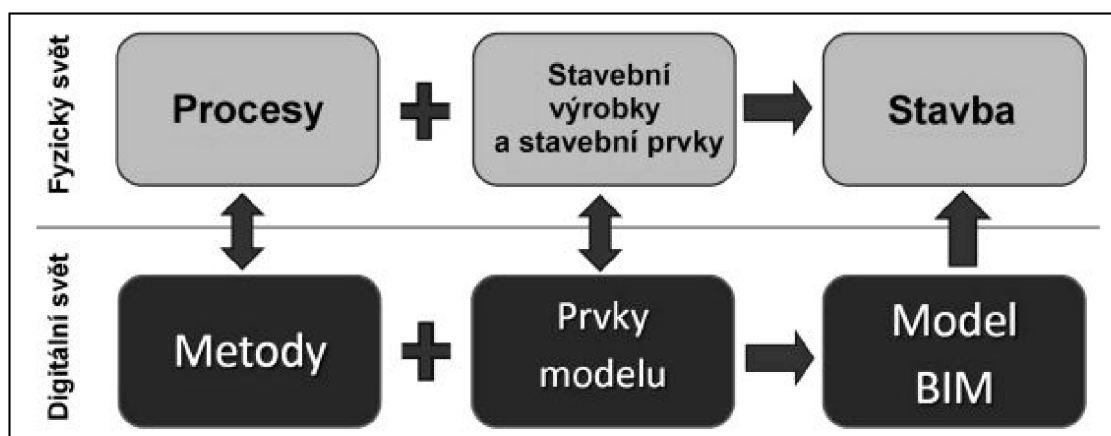 Fyzický svět
Procesy
Stavební
výrobky
a stavební prvky
Stavba
Digitální svět
Metody
Prvky
modelu
Model
BIM